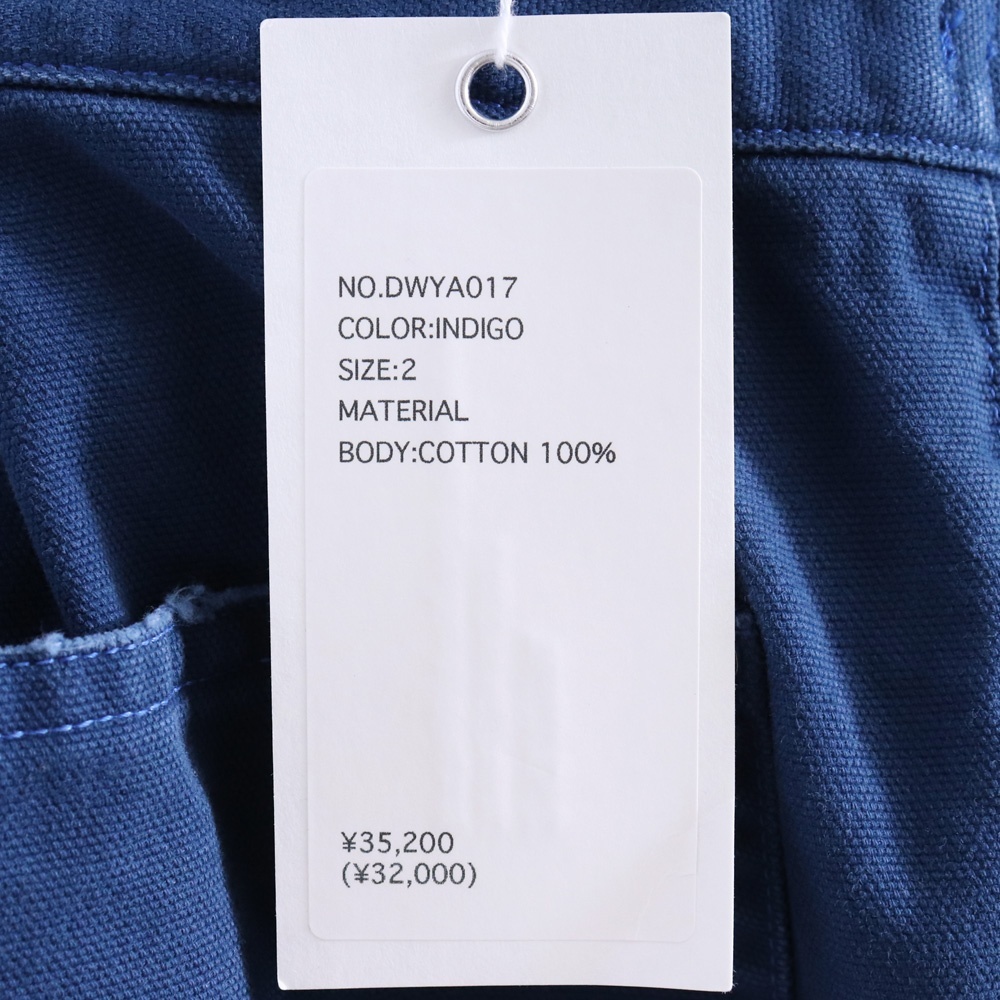 NO.DWYA017
COLOR:INDIGO
SIZE:2
MATERIAL
BODY:COTTON 100%
¥35,200
(¥32,000)